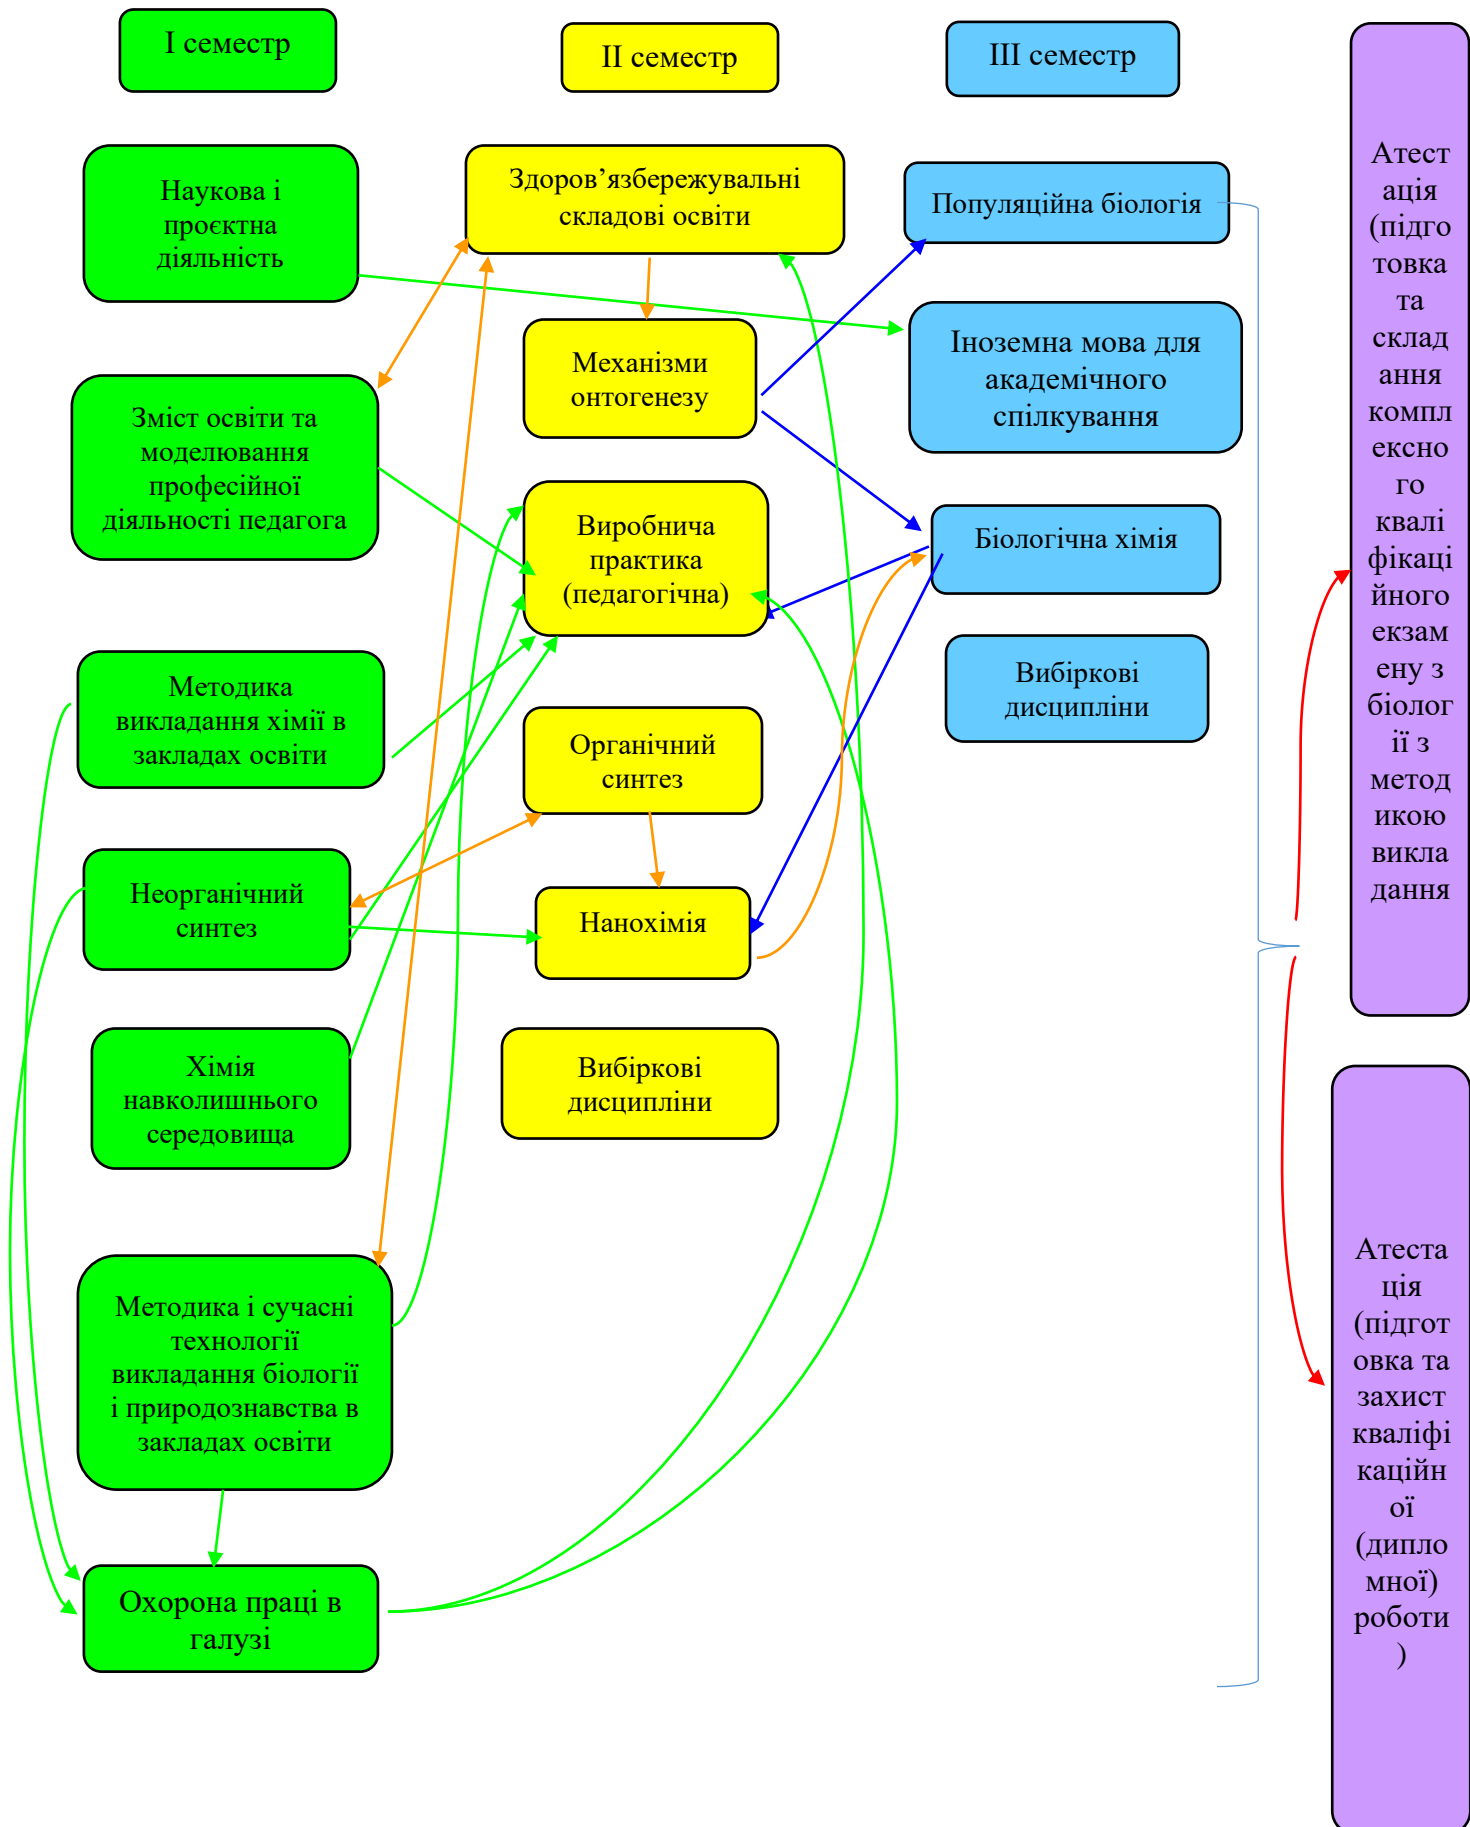 І семестр
ІІ семестр
ІІІ семестр
Наукова і
проєктна
діяльність
Зміст освіти та
моделювання
професійної
діяльності педагога
Методика
викладання хімії в
закладах освіти
Неорганічний
синтез
Хімія
навколишнього
середовища
Методика і сучасні
технології
викладання біології
і природознавства в
закладах освіти
Охорона праці в
галузі
Здоров’язбережувальні
складові освіти
Механізми
онтогенезу
Виробнича
практика
(педагогічна)
Органічний
синтез
Нанохімія
Вибіркові
дисципліни
Популяційна біологія
Іноземна мова для
академічного
спілкування
Біологічна хімія
Вибіркові
дисципліни
Атест
ація
(підго
товка
та
склад
ання
компл
ексно
го
квалі
фікаці
йного
екзам
ену з
біолог
ії з
метод
икою
викла
дання
Атеста
ція
(підгот
овка та
захист
кваліфі
каційн
ої
(дипло
мної)
роботи
)